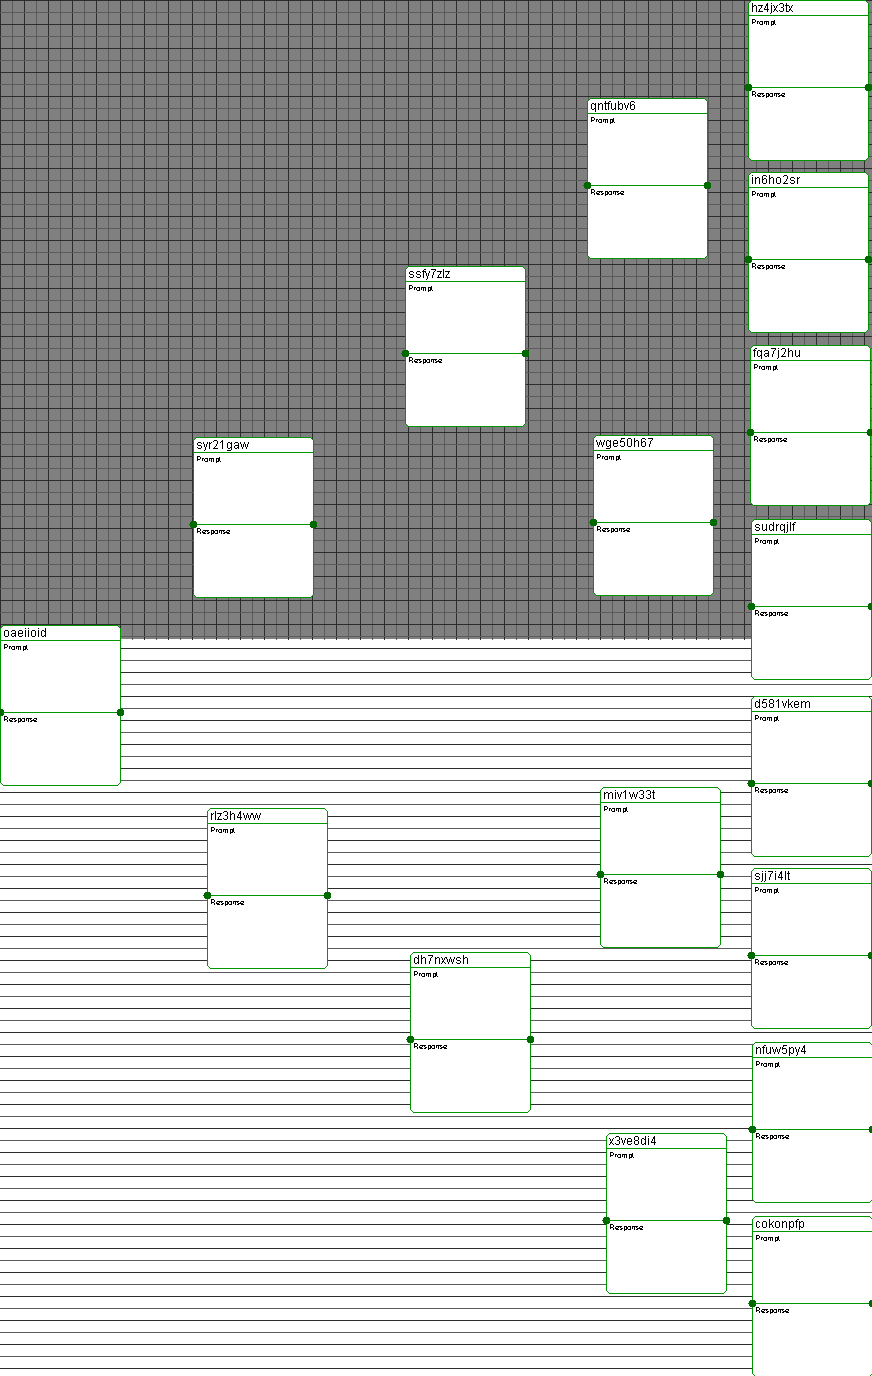 hz4jx3tx
Prompt
Response
qntfubv6
Prompt
Response
in6ho2sr
Prompt
Response
ssfy7zlz
Prompt
Response
fqa7j2hu
Prompt
Response
syr21gaw
Prompt
Response
wge50h67
Prompt
Response
sudrqjlf
Prompt
Response
oaeiioid
Prompt
Response
d581vkem
Prompt
Response
miv1w33t
Prompt
Response
rlz3h4ww
Prompt
Response
sjj7i4lt
Prompt
Response
dh7nxwsh
Prompt
Response
nfuw5py4
Prompt
Response
x3ve8di4
Prompt
Response
cokonpfp
Prompt
Response